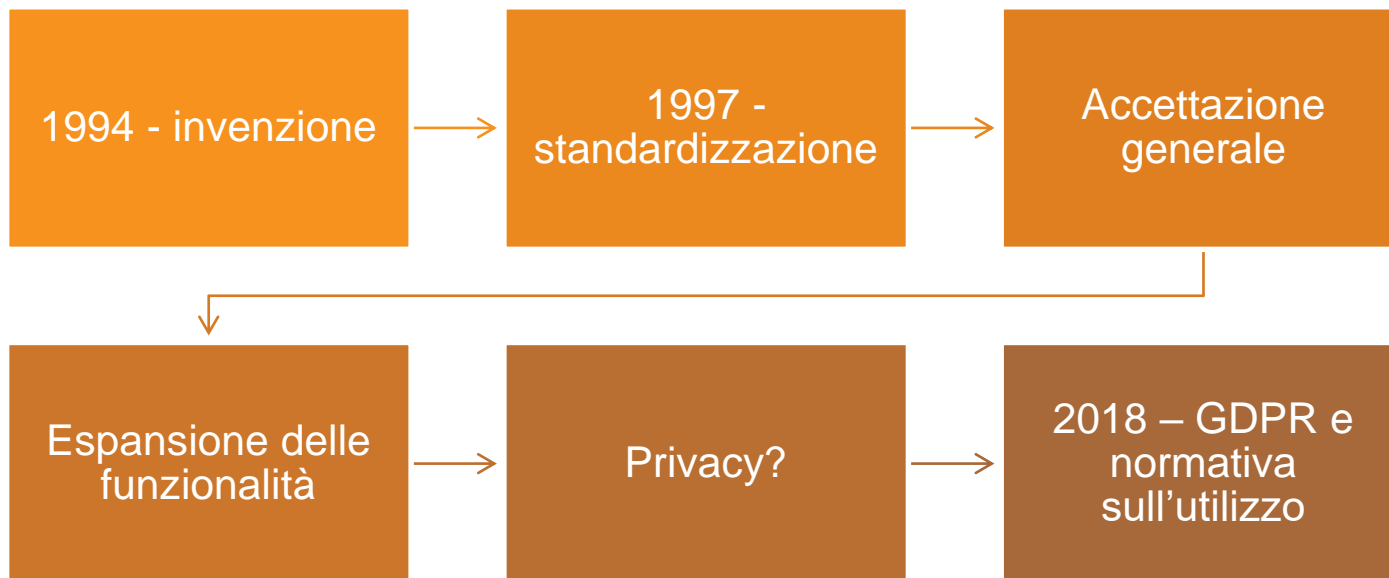 1994 - invenzione
1997 -
standardizzazione
Accettazione
generale
Espansione delle
funzionalità
Privacy?
2018 – GDPR e
normativa
sull’utilizzo